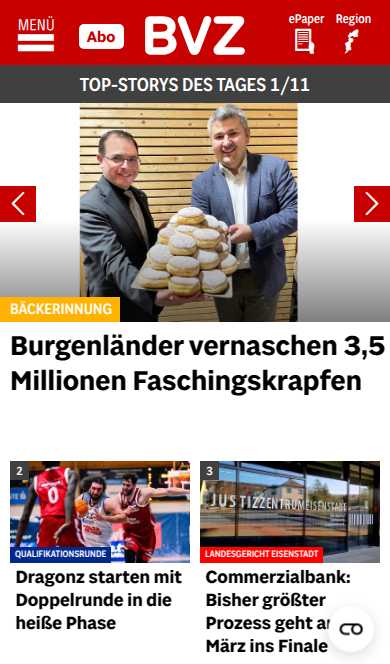 MENÜ
Abo
BVZ
ePaper
Region
TOP-STORYS DES TAGES 1/11
BÄCKERINNUNG
Burgenländer vernaschen 3,5
Millionen Faschingskrapfen
2
0
QUALIFIKATIONSRUNDE
Dragonz starten mit
Doppelrunde in die
heiße Phase
3
JUSTIZZENTRUM EISENSTADT
LANDESGERICHT EISENSTADT
Commerzialbank:
Bisher größter
Prozess geht
März ins Finale